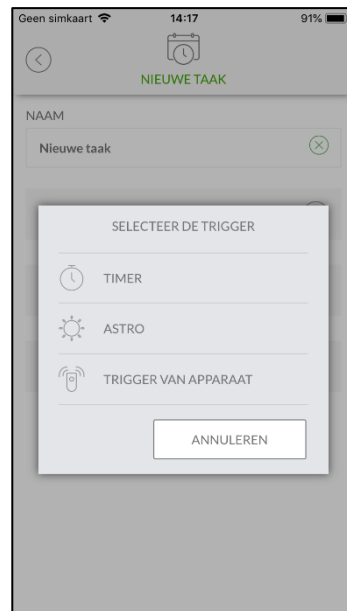 Geen simkaart 14:17 91%
NIEUWE TAAK
NAAM
Nieuwe taak
SELECTEER DE TRIGGER
TIMER
ASTRO
TRIGGER VAN APPARAAT
ANNULEREN